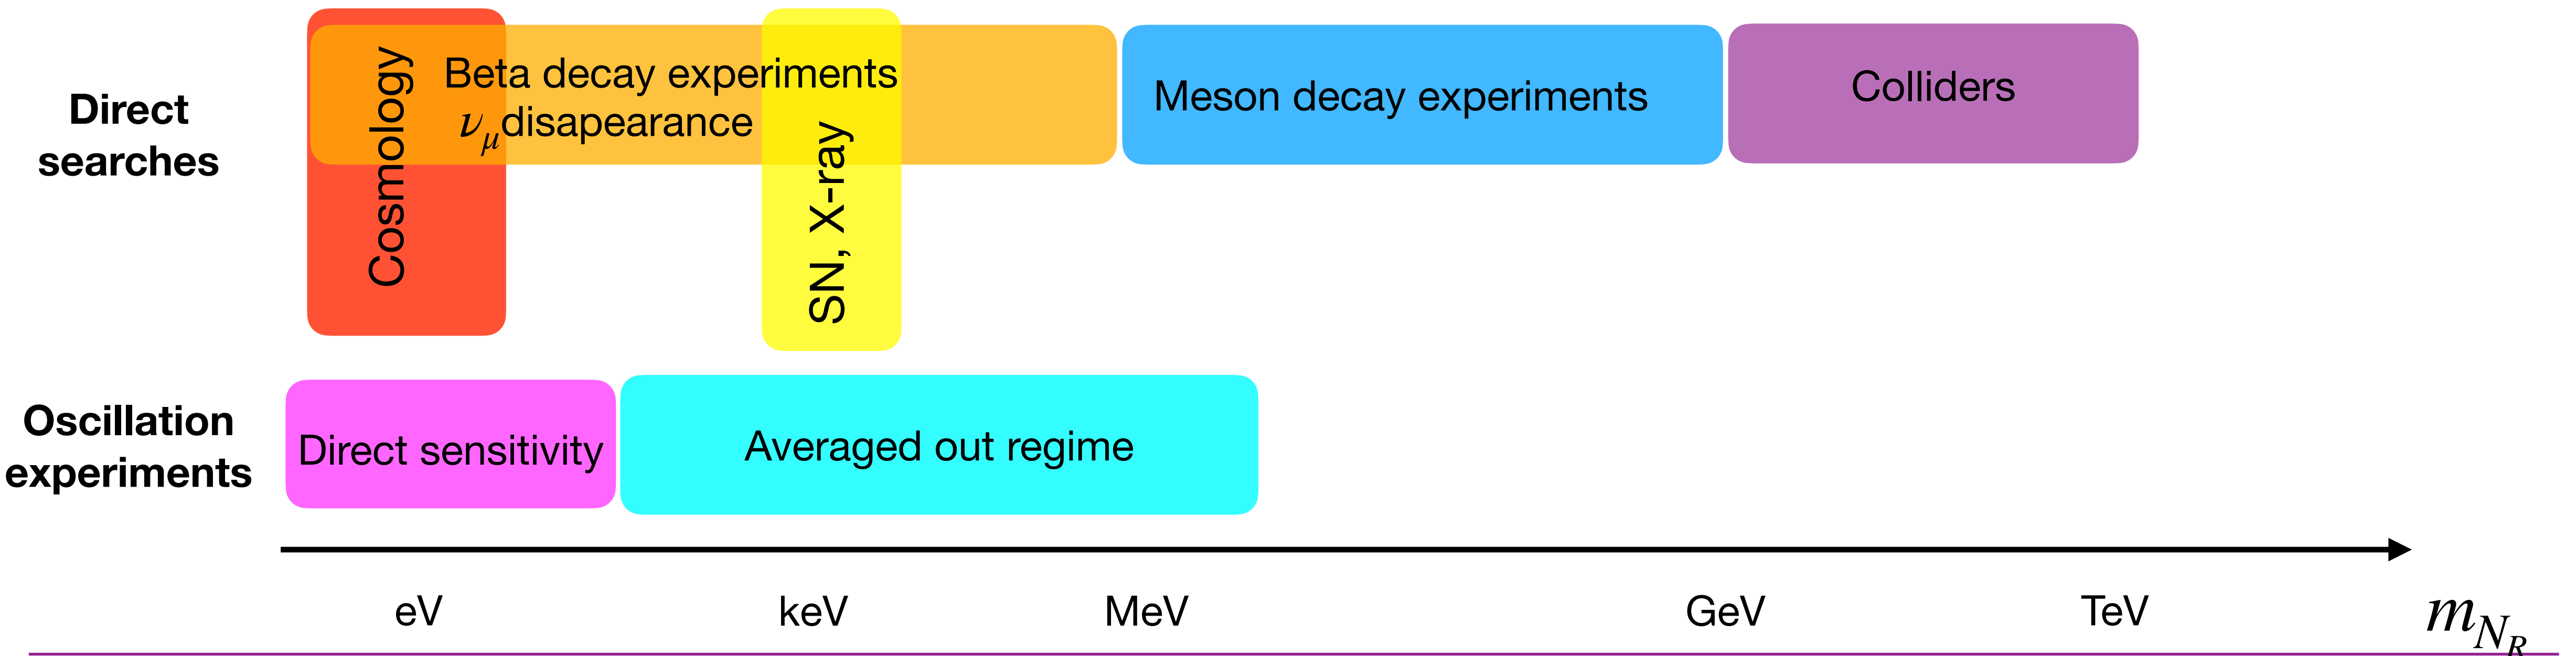 Direct
searches
Cosmology
Beta decay experiments
νμ disapearance
SN, X-ray
Meson decay experiments
Colliders
Oscillation
experiments
Direct sensitivity
Averaged out regime
eV
keV
MeV
GeV
TeV
m_{N_R}